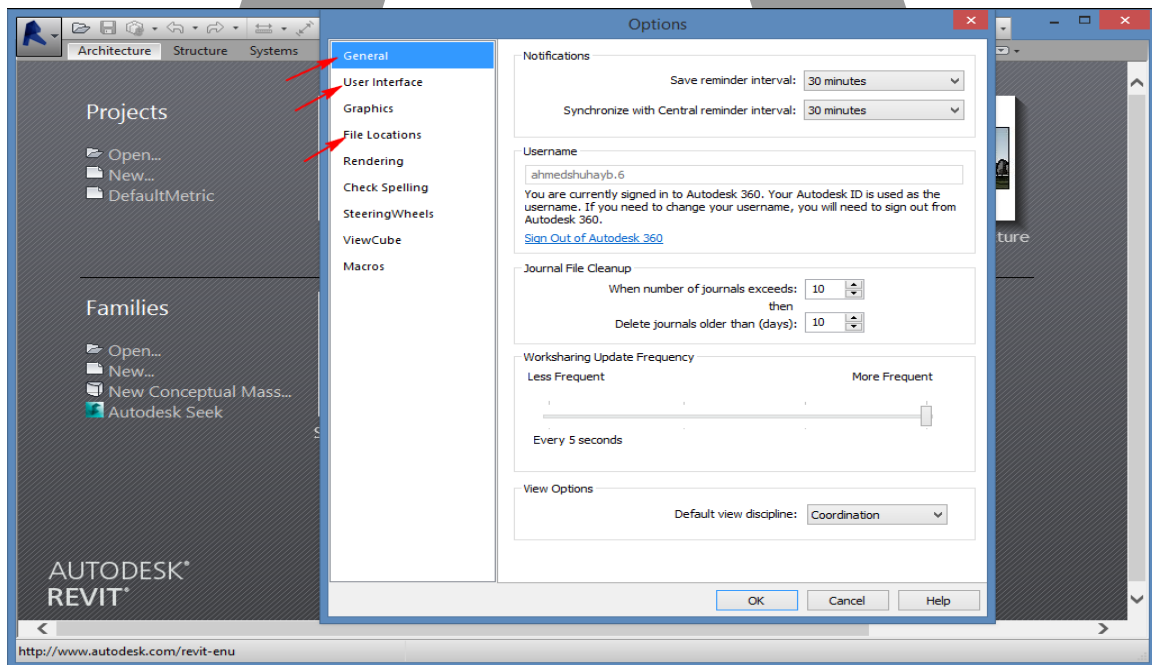 Options
Architecture Structure Systems
Projects
Open...
New...
DefaultMetric
Families
Open...
New...
New Conceptual Mass...
Autodesk Seek
AUTODESK®
REVIT®
General
User Interface
Graphics
File Locations
Rendering
Check Spelling
SteeringWheels
ViewCube
Macros
Notifications
Save reminder interval: 30 minutes
Synchronize with Central reminder interval: 30 minutes
Username
ahmedshuhayb.6
You are currently signed in to Autodesk 360. Your Autodesk ID is used as the
username. If you need to change your username, you will need to sign out from
Autodesk 360.
Sign Out of Autodesk 360
Journal File Cleanup
When number of journals exceeds: 10
then
Delete journals older than (days): 10
Worksharing Update Frequency
Less Frequent More Frequent
Every 5 seconds
View Options
Default view discipline: Coordination
OK Cancel Help
ture
http://www.autodesk.com/revit-enu